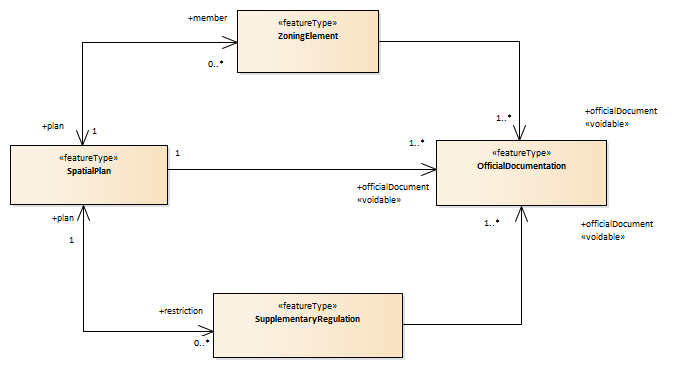 +member
«featureType»
ZoningElement
0..*
+plan
1
1..*
+officialDocument
«voidable»
«featureType»
SpatialPlan
1
1..*
«featureType»
OfficialDocumentation
+officialDocument
«voidable»
+plan
1
1..*
+officialDocument
«voidable»
+restriction
0..*
«featureType»
SupplementaryRegulation